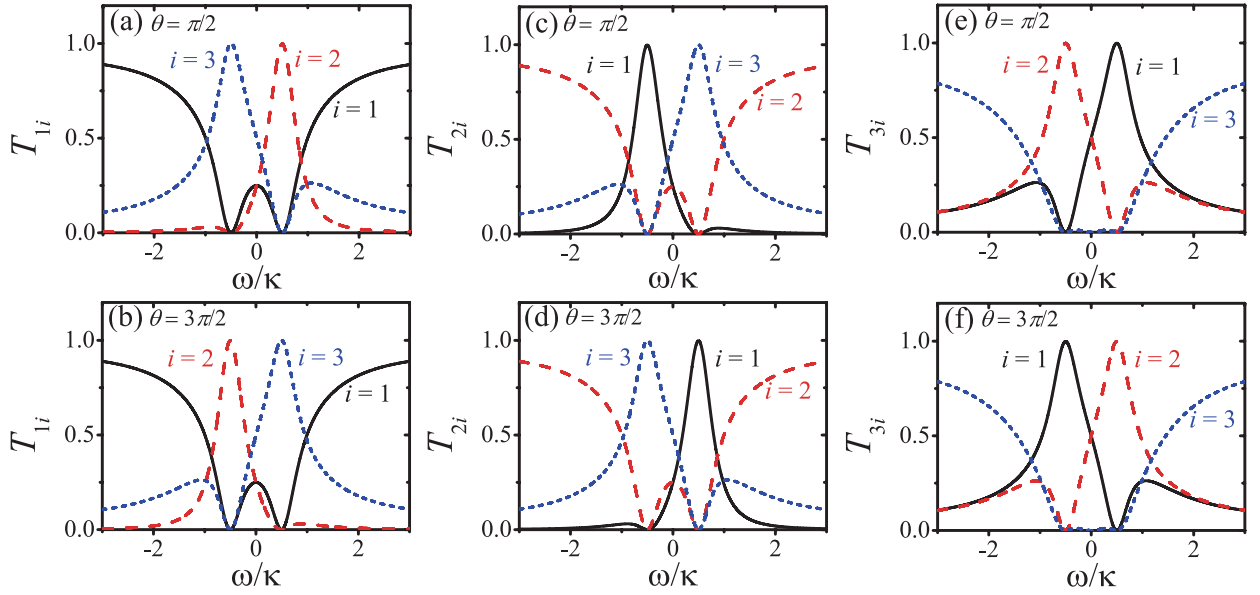 (a) θ = π/2
1.0
i = 3
i = 2
i = 1
T1i
0.5
0.0
-2 0 2
ω/κ
(c) θ = π/2
1.0
i = 1
i = 3
i = 2
T2i
0.5
0.0
-2 0 2
ω/κ
(e) θ = π/2
1.0
i = 2
i = 1
i = 3
T3i
0.5
0.0
-2 0 2
ω/κ
(b) θ = 3π/2
1.0
i = 2
i = 3
i = 1
T1i
0.5
0.0
-2 0 2
ω/κ
(d) θ = 3π/2
1.0
i = 3
i = 1
i = 2
T2i
0.5
0.0
-2 0 2
ω/κ
(f) θ = 3π/2
1.0
i = 1
i = 2
i = 3
T3i
0.5
0.0
-2 0 2
ω/κ